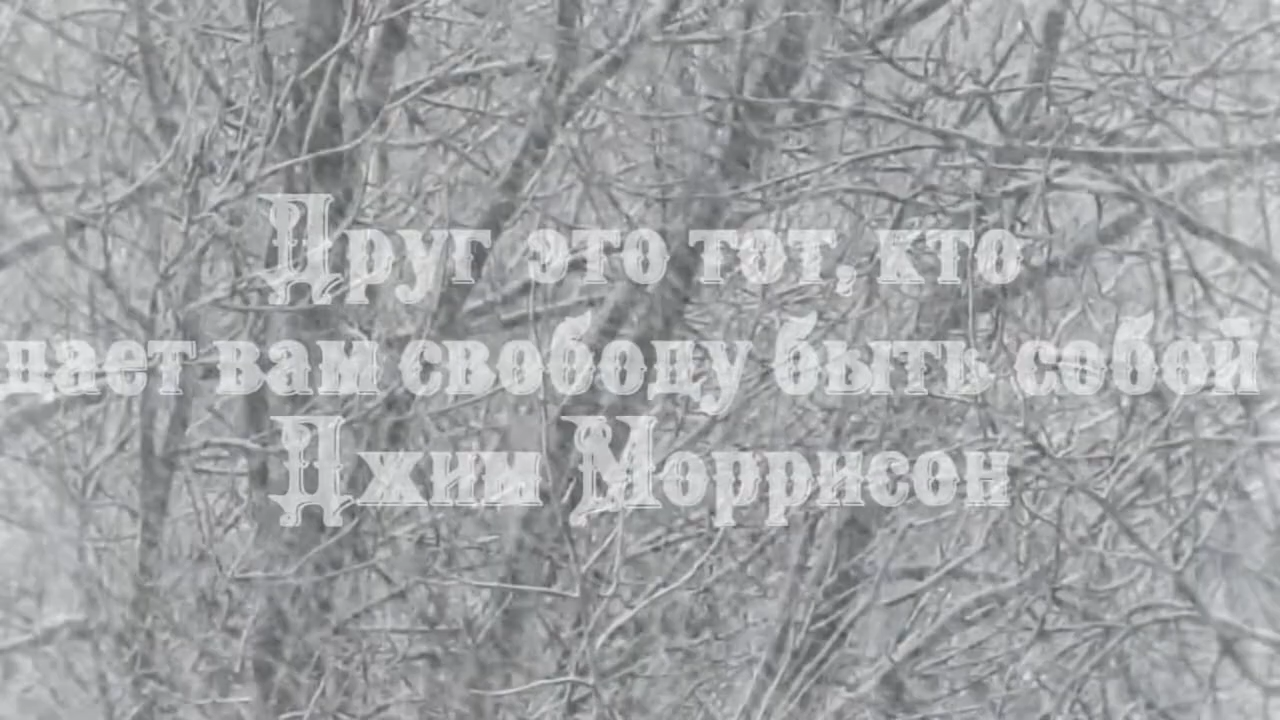 Друг это тот, кто
дает вам свободу быть собой
Джим Моррисон